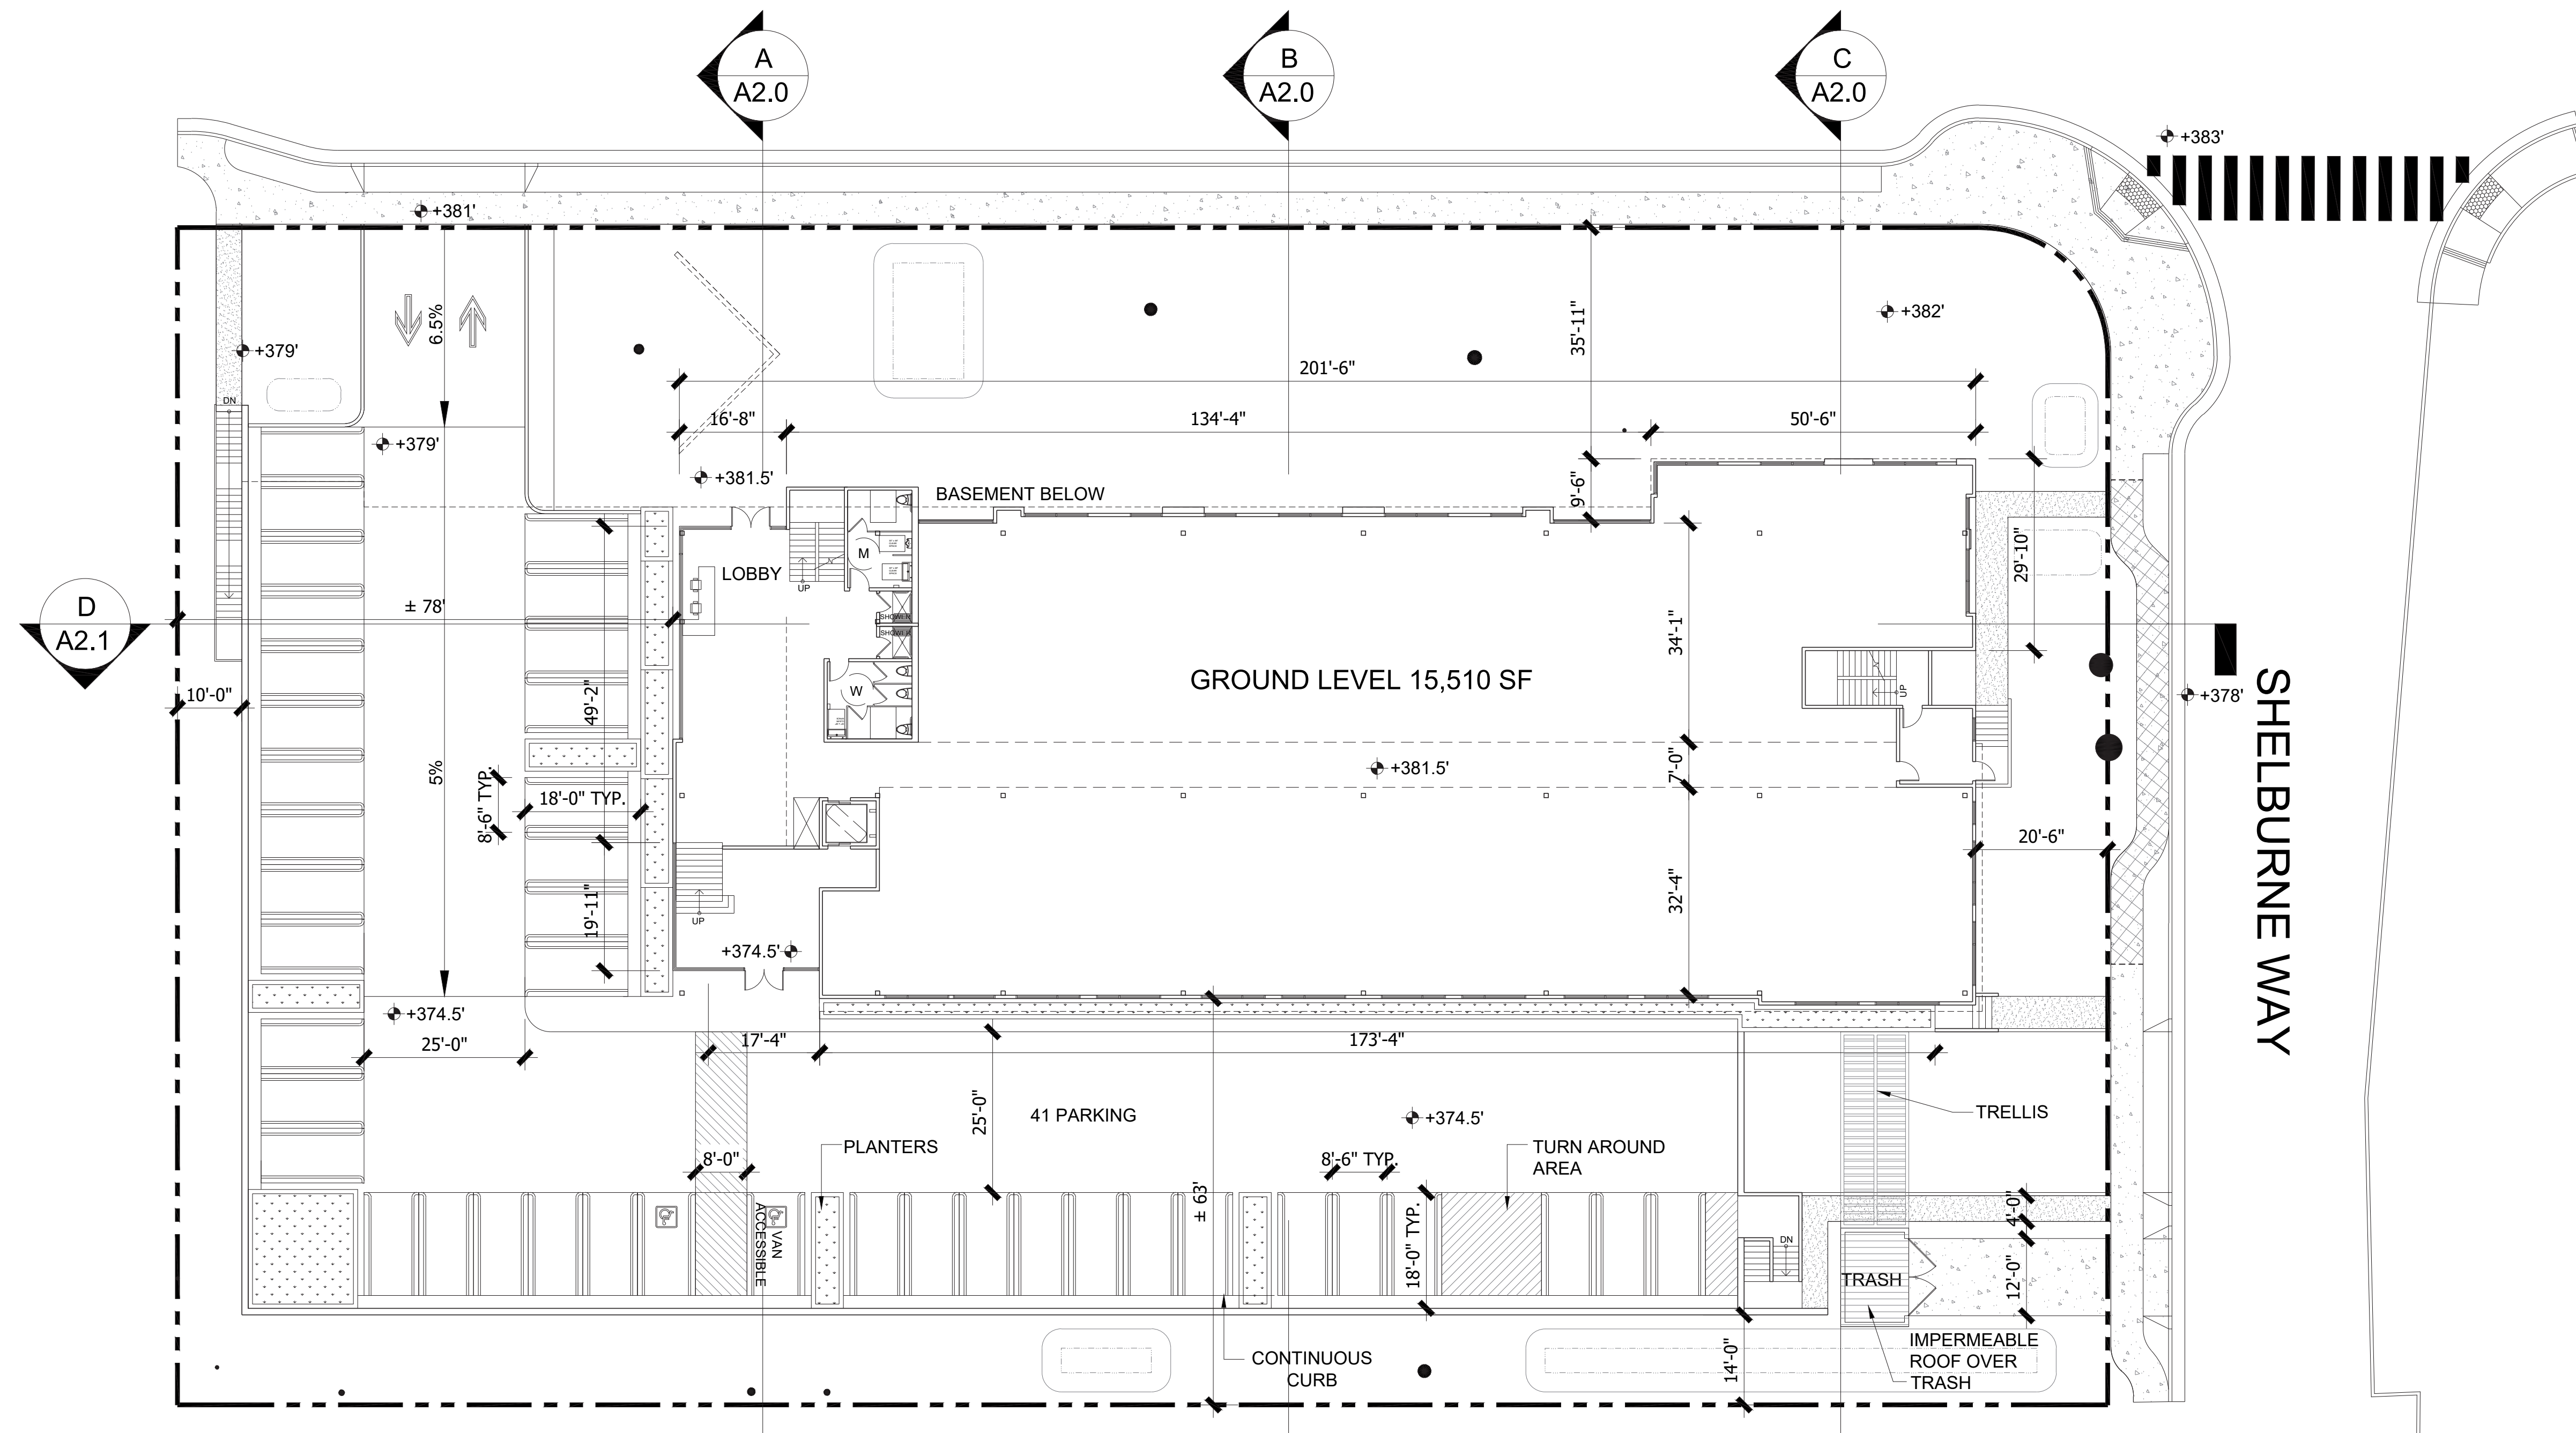 A
A2.0
B
A2.0
C
A2.0
+383'
+381'
6.5%
35'-11"
+382'
+379'
201'-6"
DN
16'-8"
134'-4"
50'-6"
+379'
+381.5'
9'-6"
BASEMENT BELOW
29'-10"
M
LOBBY
UP
D
A2.1
± 78'
SHOWER
SHOWER
34'-1"
GROUND LEVEL 15,510 SF
W
UP
10'-0"
49'-2"
+378'
SHELBURNE WAY
5%
7'-0"
+381.5'
8'-6" TYP.
18'-0" TYP.
20'-6"
19'-11"
32'-4"
UP
+374.5'
+374.5'
25'-0"
17'-4"
173'-4"
25'-0"
41 PARKING
+374.5'
TRELLIS
PLANTERS
8'-0"
8'-6" TYP.
TURN AROUND
AREA
± 63'
18'-0" TYP.
4'-0"
VAN
ACCESSIBLE
DN
TRASH
12'-0"
CONTINUOUS
CURB
14'-0"
IMPERMEABLE
ROOF OVER
TRASH